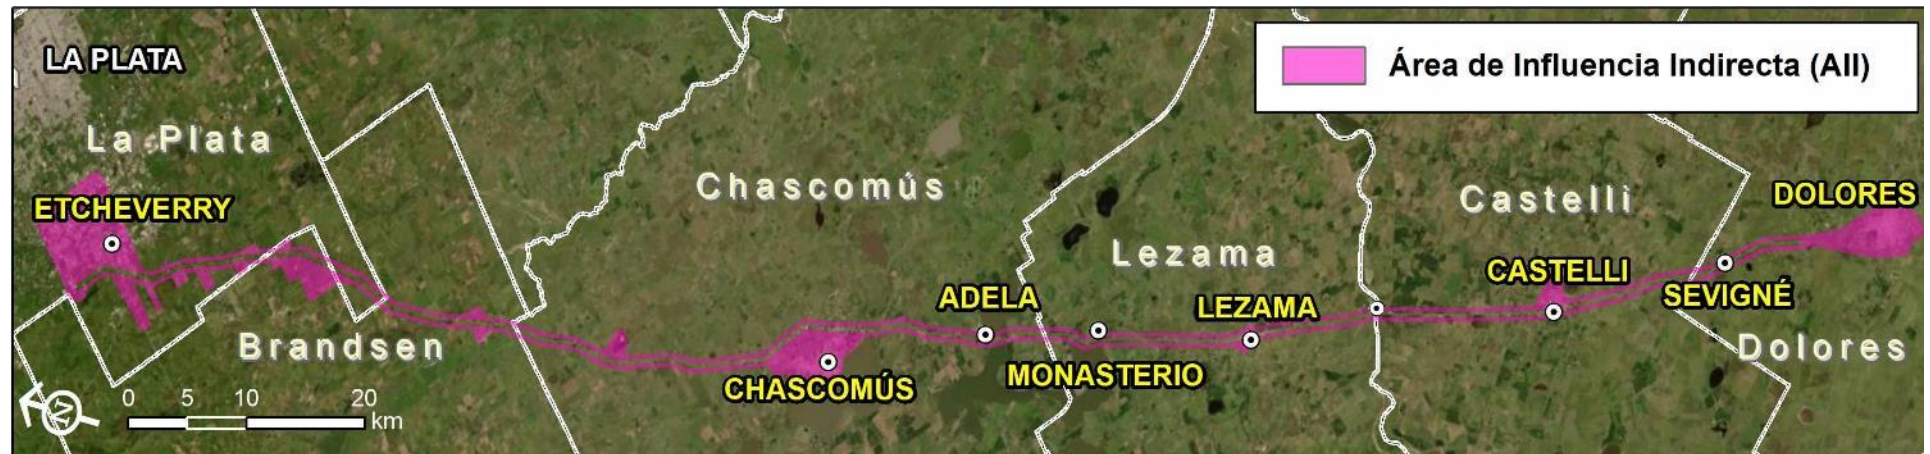 LA PLATA
Área de Influencia Indirecta (AII)
La Plata
Chascomús
Castelli
DOLORES
ETCHEVERRY
Lezama
CASTELLI
SEVIGNÉ
ADELA
LEZAMA
Brandsen
Dolores
MONASTERIO
CHASCOMÚS
N
0 5 10 20
km